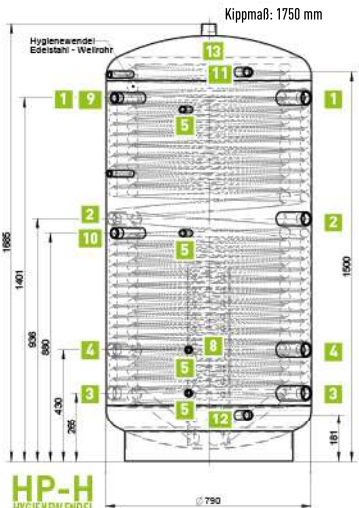 Kippmaß: 1750 mm
Hygienewendel
Edelstahl - Wellrohr
13
11
1 9 1
5
2 2
10
5
8
4 4
5
3 3
5
12
1685
1401
936
880
430
265
1500
181
Ø 790
HP-H
HYGIENEWENDEL